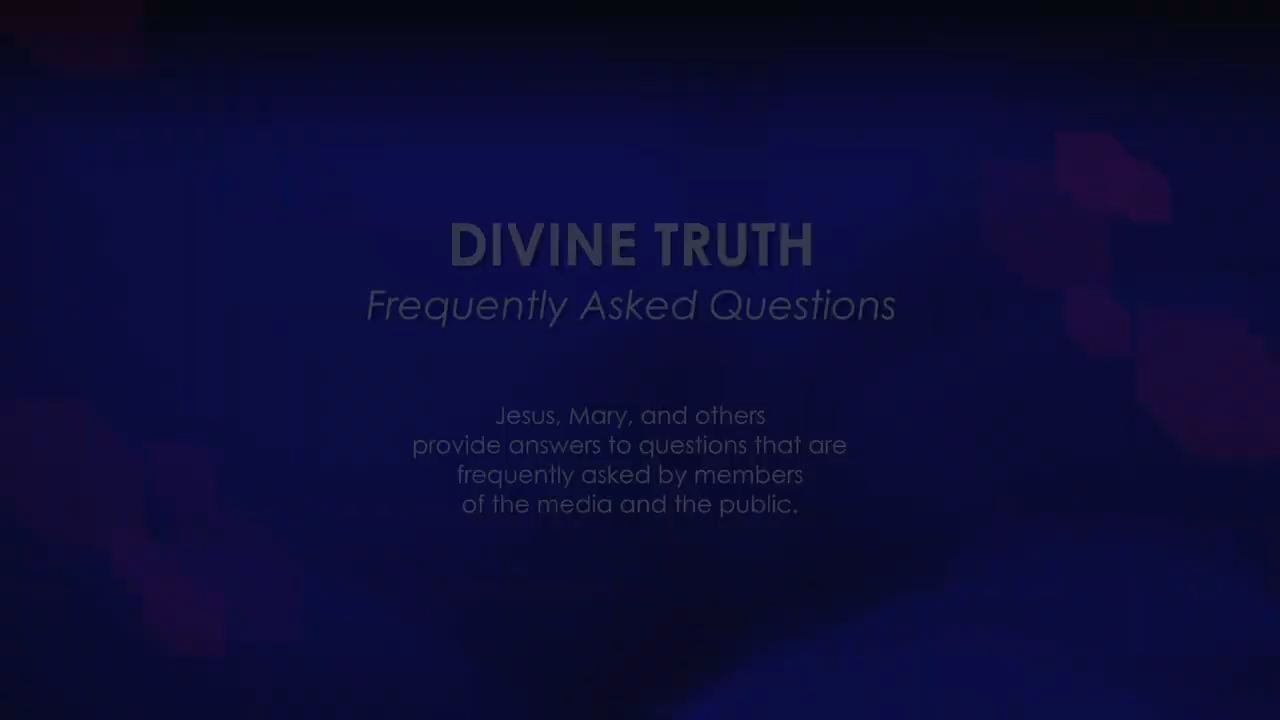 DIVINE TRUTH
Frequently Asked Questions
Jesus, Mary, and others
provide answers to questions that are
frequently asked by members
of the media and the public.